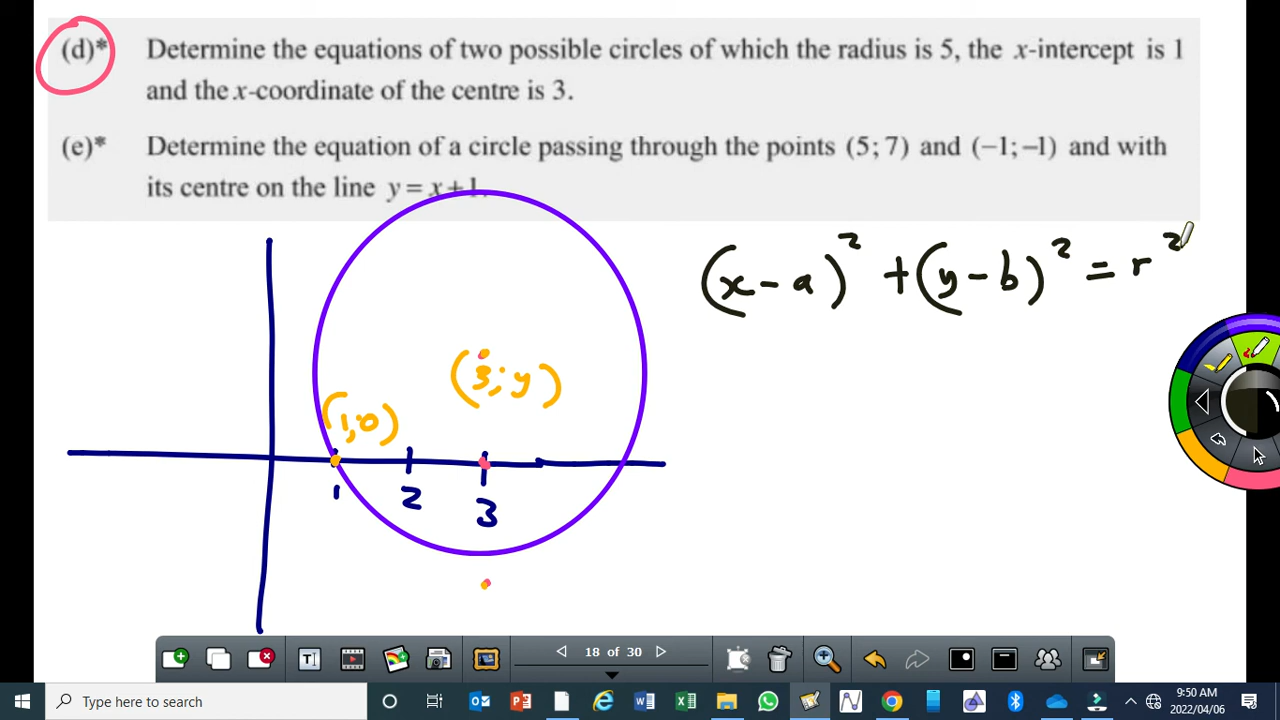 (d)* Determine the equations of two possible circles of which the radius is 5, the x-intercept is 1
and the x-coordinate of the centre is 3.
(e)* Determine the equation of a circle passing through the points (5; 7) and (−1; −1) and with
its centre on the line y = x + 1.
(x − a)² + (y − b)² = r²
(3; y)
(1;0)
1 2 3
18 of 30
Type here to search
9:50 AM
2022/04/06